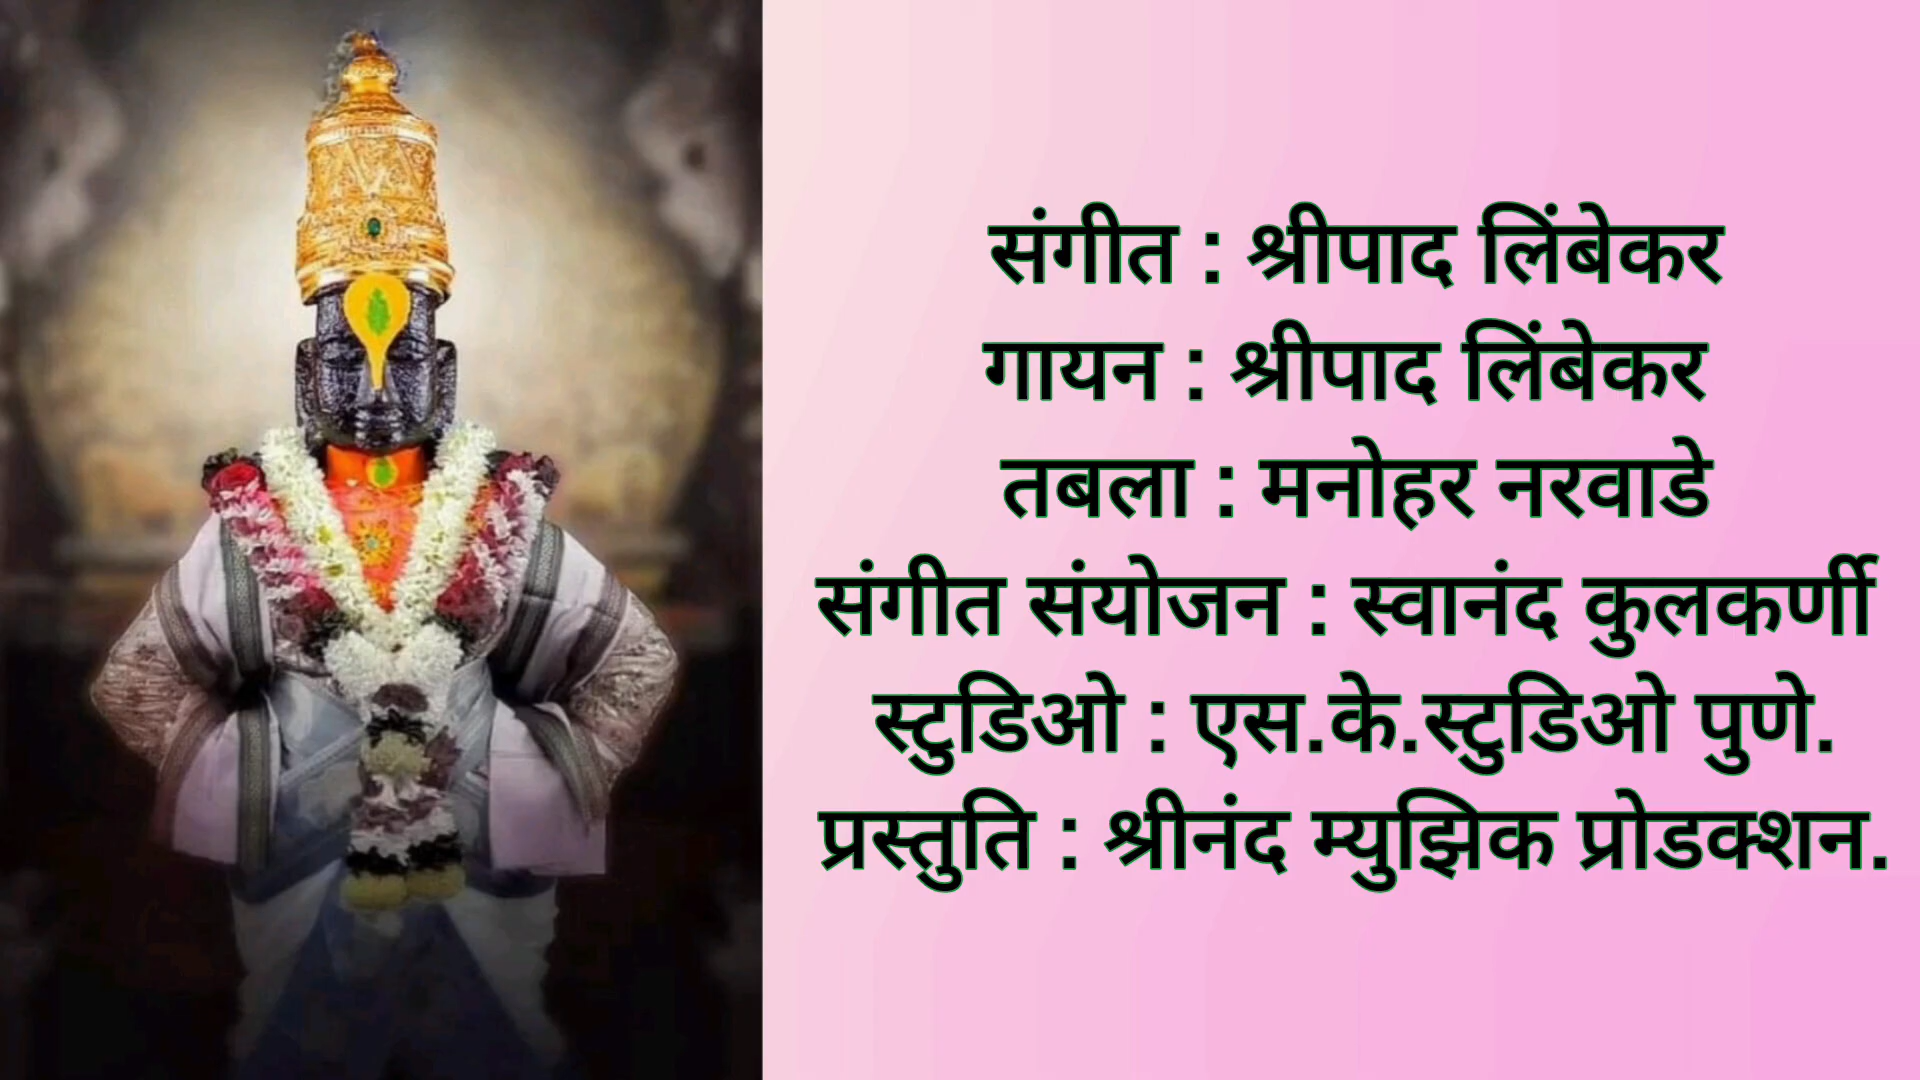 संगीत : श्रीपाद लिंबेकर
गायन : श्रीपाद लिंबेकर
तबला : मनोहर नरवाडे
संगीत संयोजन : स्वानंद कुलकर्णी
स्टुडिओ : एस.के.स्टुडिओ पुणे.
प्रस्तुति : श्रीनंद म्युझिक प्रोडक्शन.